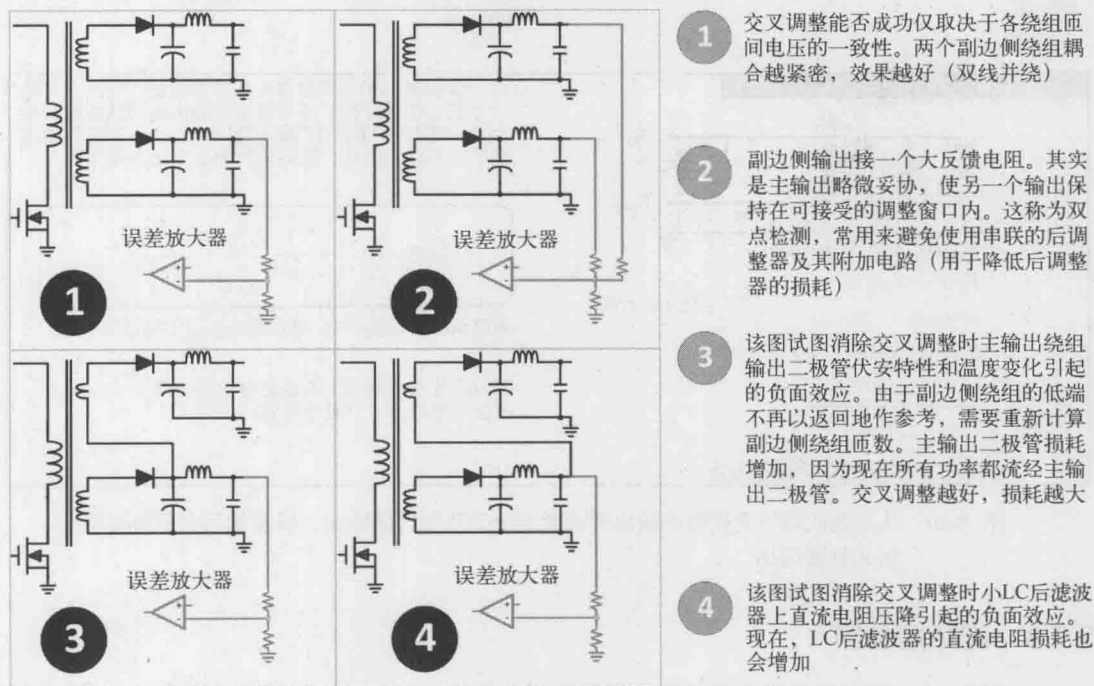 误差放大器
1
误差放大器
2
误差放大器
3
误差放大器
4
1
交叉调整能否成功仅取决于各绕组匝
间电压的一致性。两个副边侧绕组耦
合越紧密，效果越好（双线并绕）
2
副边侧输出接一个大反馈电阻。其实
是主输出略微妥协，使另一个输出保
持在可接受的调整窗口内。这称为双
点检测，常用来避免使用串联的后调
整器及其附加电路（用于降低后调整
器的损耗）
3
该图试图消除交叉调整时主输出绕组
输出二极管伏安特性和温度变化引起
的负面效应。由于副边侧绕组的低端
不再以返回地作参考，需要重新计算
副边侧绕组匝数。主输出二极管损耗
增加，因为现在所有功率都流经主输
出二极管。交叉调整越好，损耗越大
4
该图试图消除交叉调整时小LC后滤波
器上直流电阻压降引起的负面效应。
现在，LC后滤波器的直流电阻损耗也
会增加